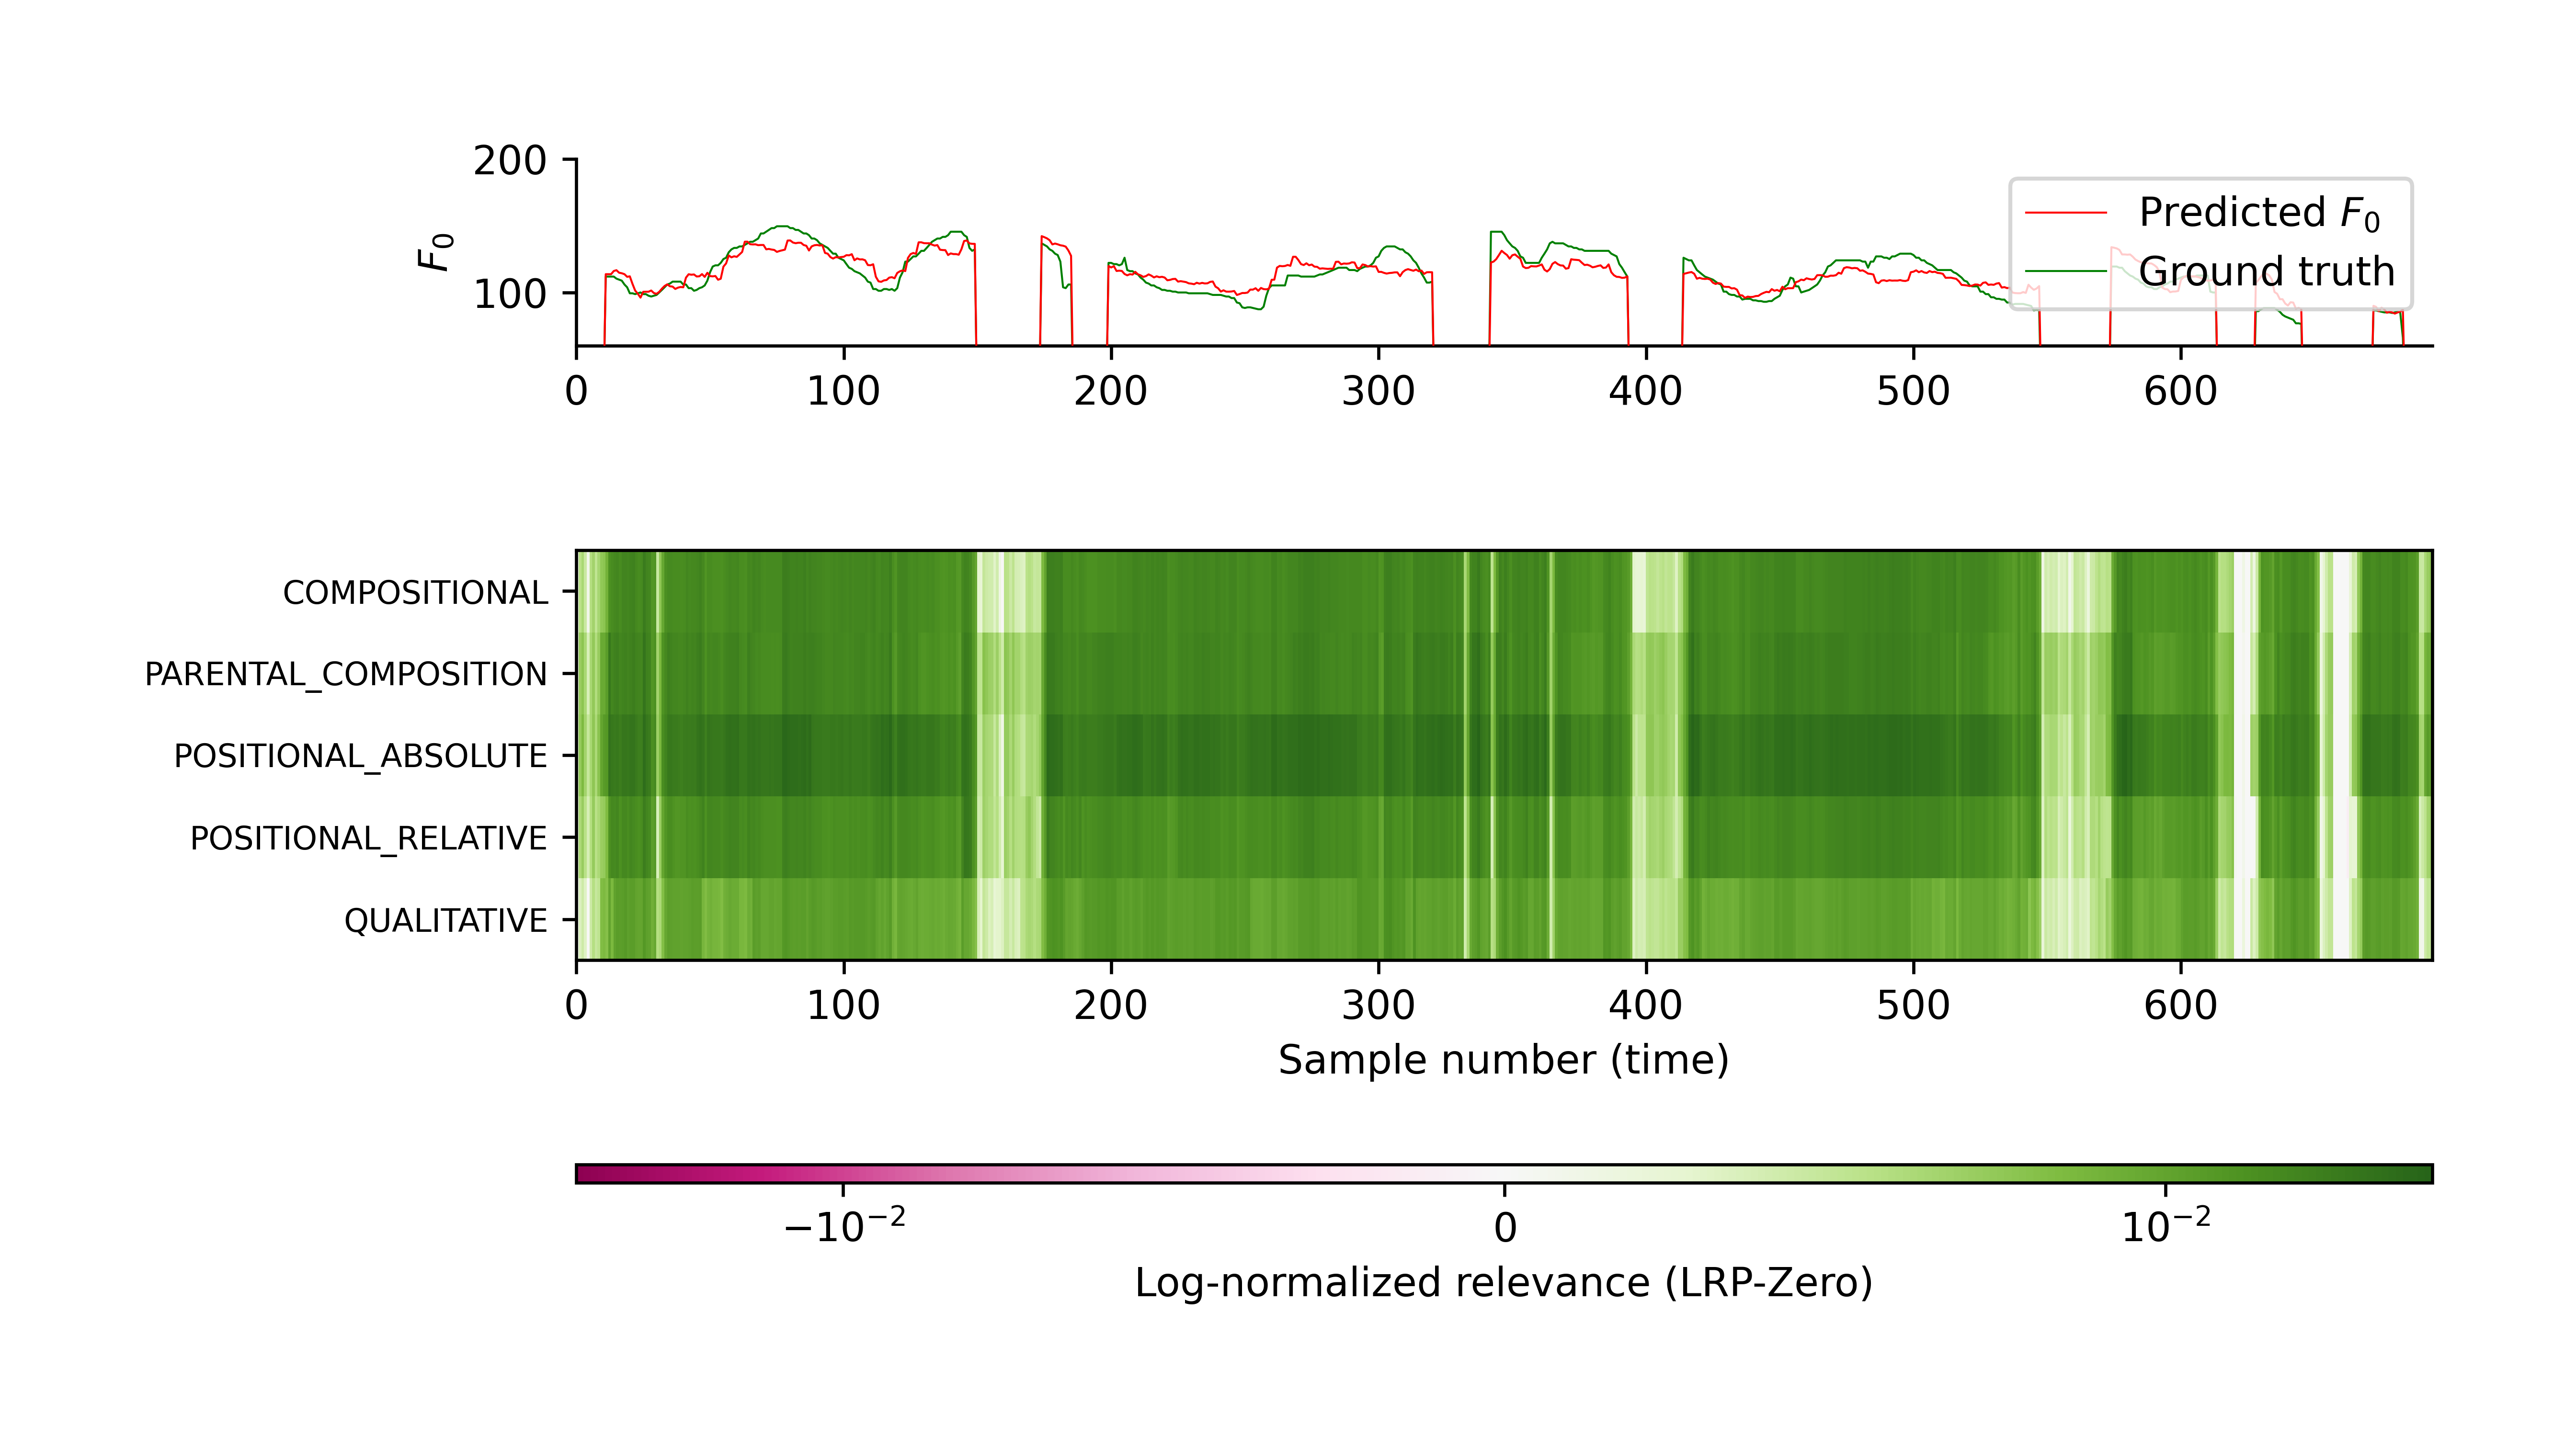 200
100
F₀
Predicted F₀
Ground truth
0 100 200 300 400 500 600
COMPOSITIONAL
PARENTAL_COMPOSITION
POSITIONAL_ABSOLUTE
POSITIONAL_RELATIVE
QUALITATIVE
0 100 200 300 400 500 600
Sample number (time)
−10⁻² 0 10⁻²
Log-normalized relevance (LRP-Zero)